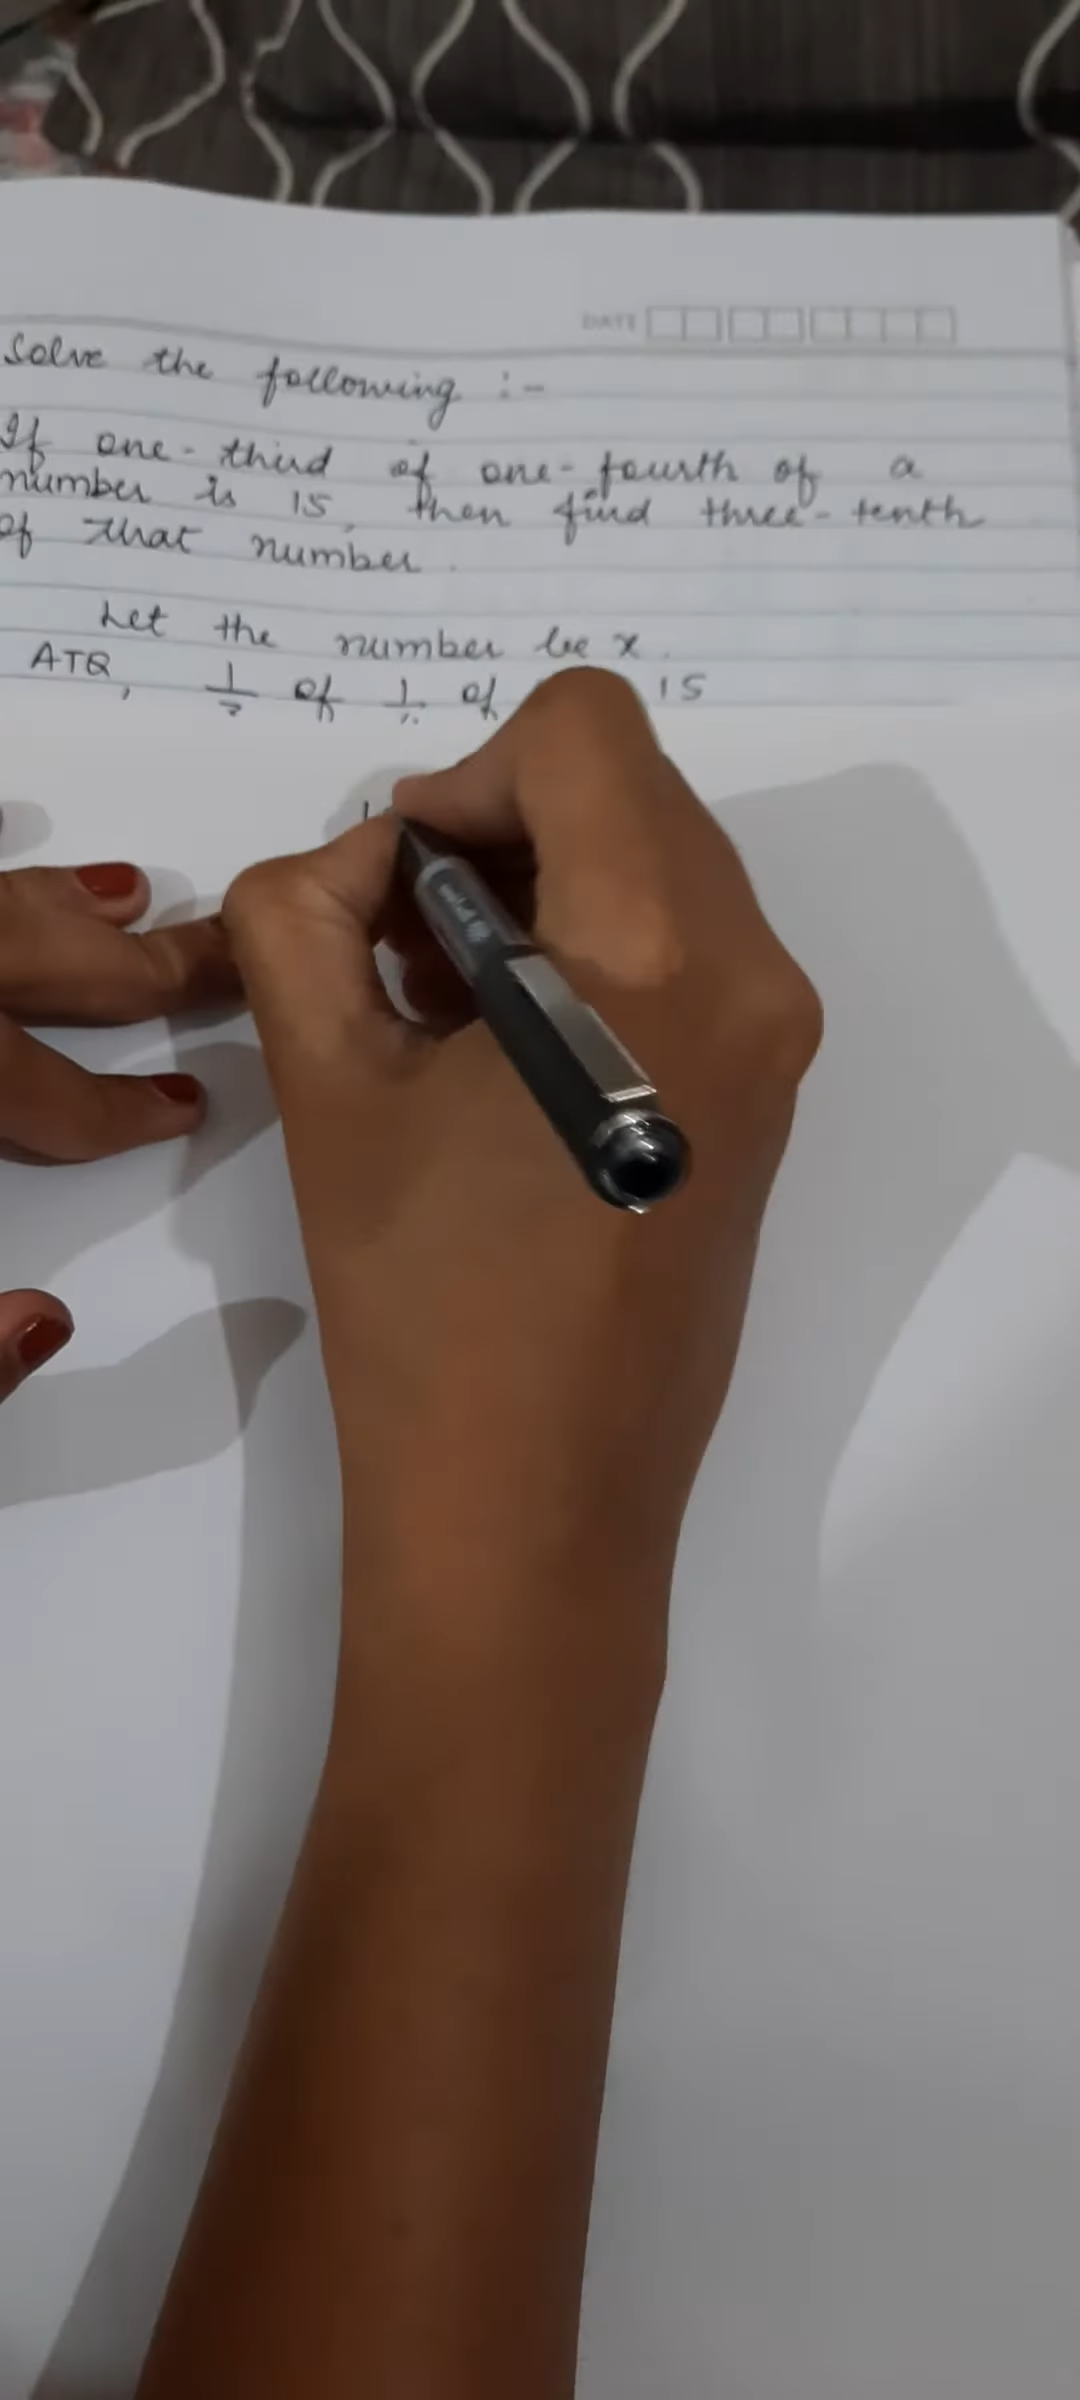 DATE
Solve the following :-
If one-third of one-fourth of a
number is 15, then find three-tenth
of that number.
Let the number be x.
ATQ, 1/3 of 1/4 of 15